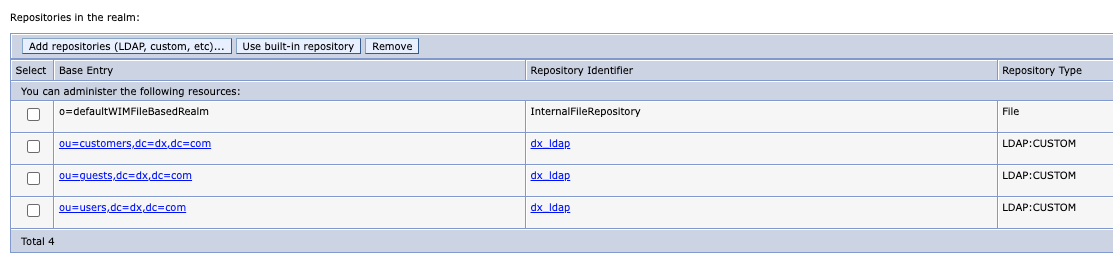 Repositories in the realm:
Add repositories (LDAP, custom, etc)... Use built-in repository Remove
Select Base Entry Repository Identifier Repository Type
You can administer the following resources:
o=defaultWIMFileBasedRealm InternalFileRepository File
ou=customers,dc=dx,dc=com dx_ldap LDAP:CUSTOM
ou=guests,dc=dx,dc=com dx_ldap LDAP:CUSTOM
ou=users,dc=dx,dc=com dx_ldap LDAP:CUSTOM
Total 4